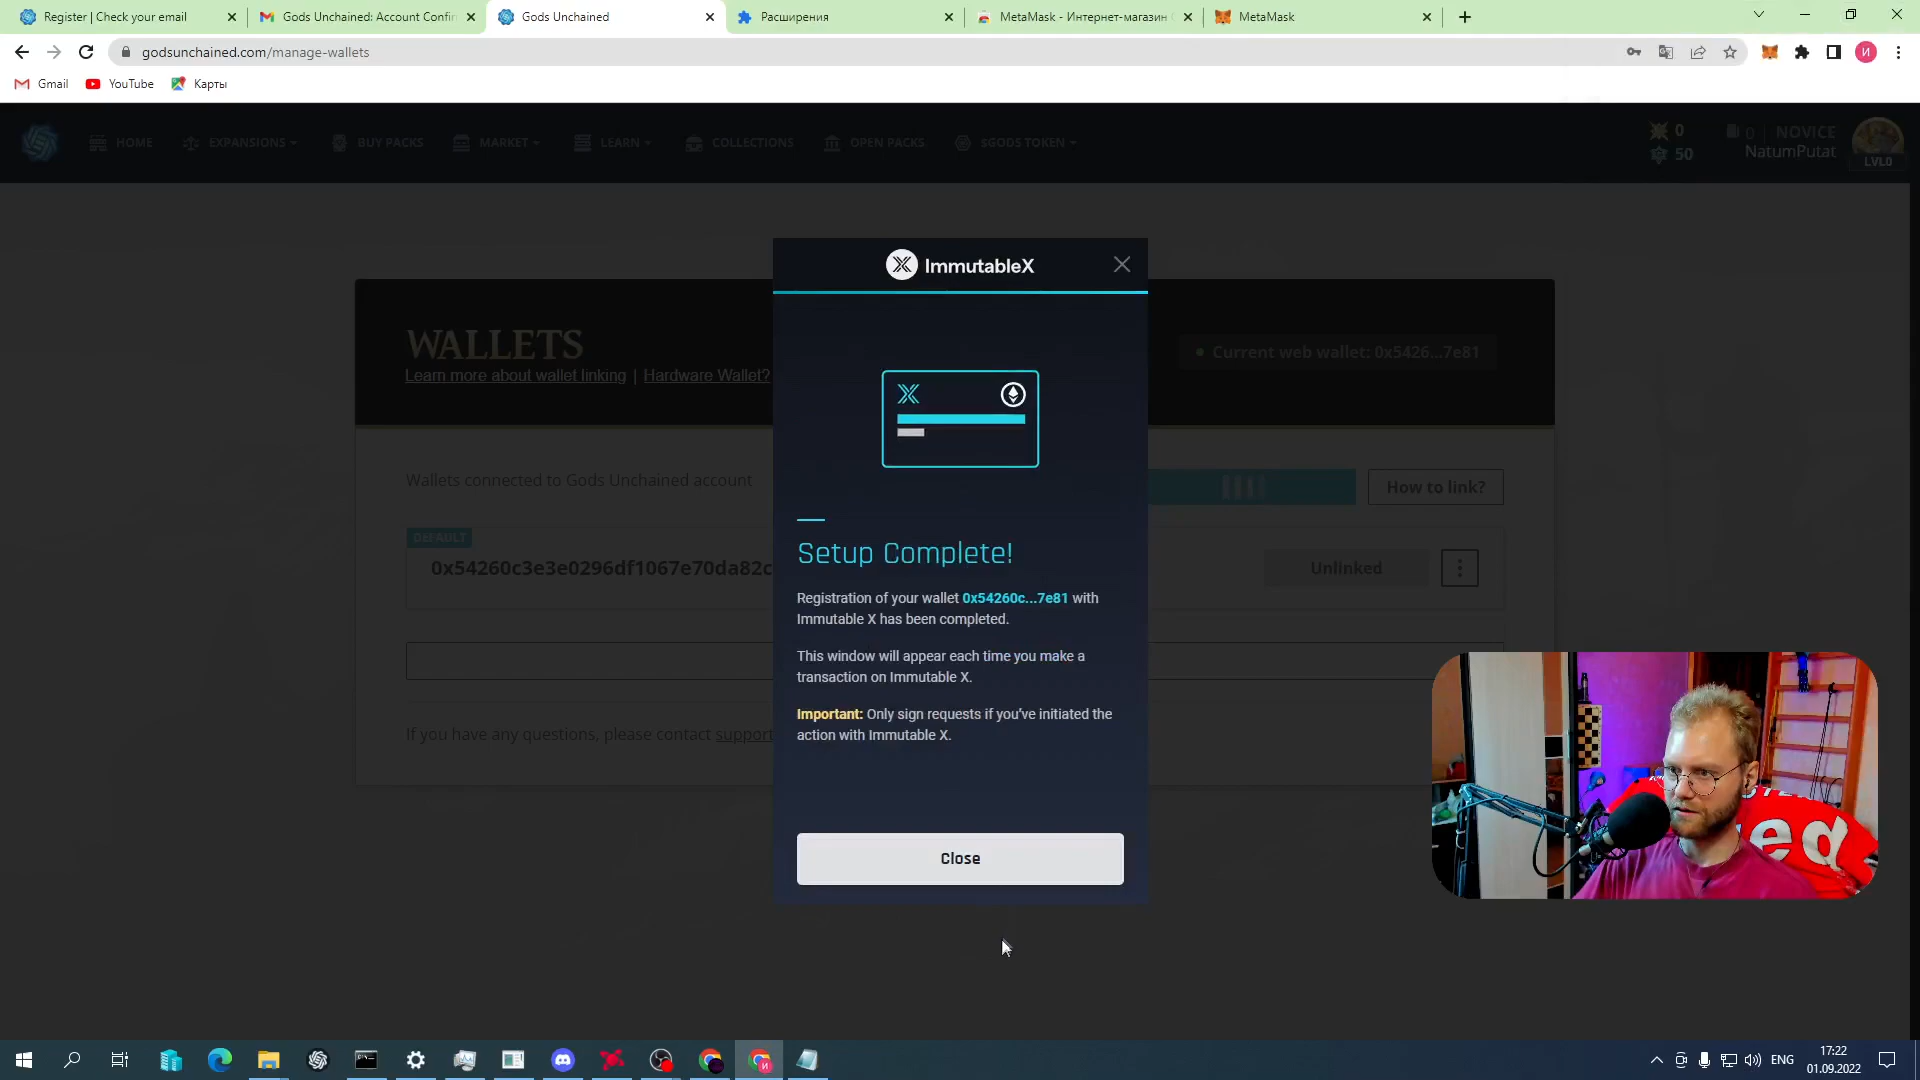 Register | Check your email
Gods Unchained: Account Confir
Gods Unchained
Расширения
MetaMask - Интернет-магазин
MetaMask
godsunchained.com/manage-wallets
И
Gmail
YouTube
Карты
HOME
EXPANSIONS
BUY PACKS
MARKET
LEARN
COLLECTIONS
OPEN PACKS
$GODS TOKEN
0
50
0 | NOVICE
NatumPutat
LVL0
ImmutableX
WALLETS
Learn more about wallet linking | Hardware Wallet?
Current web wallet: 0x5426...7e81
Wallets connected to Gods Unchained account
How to link?
DEFAULT
0x54260c3e3e0296df1067e70da82c
Unlinked
If you have any questions, please contact support
Setup Complete!
Registration of your wallet 0x54260c...7e81 with
Immutable X has been completed.
This window will appear each time you make a
transaction on Immutable X.
Important: Only sign requests if you've initiated the
action with Immutable X.
Close
ed
ENG
17:22
01.09.2022